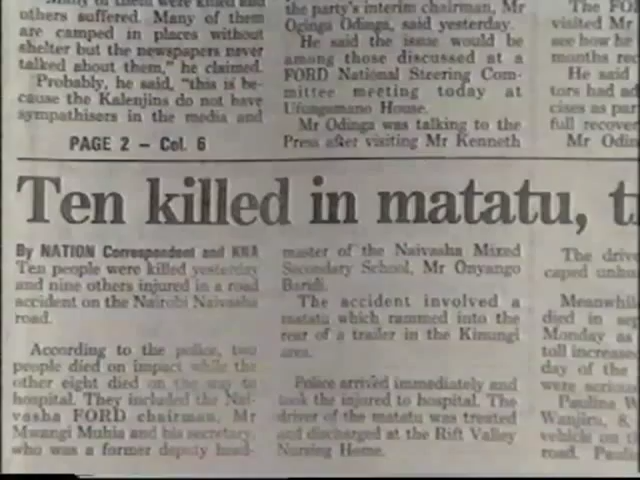 others suffered. Many of them
are camped in places without
shelter but the newspapers never
talked about them," he claimed.
Probably, he said, "this is be-
cause the Kalenjins do not have
sympathisers in the media and
PAGE 2 – Col. 6
the party's interim chairman, Mr
Oginga Odinga, said yesterday.
He said the issue would be
among those discussed at a
FORD National Steering Com-
mittee meeting today at
Ufungamano House.
Mr Odinga was talking to the
Press after visiting Mr Kenneth
The FO
visited Mr
see how he
months rec
He said
tors had ad
cises as par
full recover
Mr Odin
Ten killed in matatu, t
By NATION Correspondent and KNA
Ten people were killed yesterday
and nine others injured in a road
accident on the Nairobi Naivasha
road.
According to the police, two
people died on impact while the
other eight died on the way to
hospital. They included the Nai-
vasha FORD chairman, Mr
Mwangi Muhia and his secretary,
who was a former deputy head-
master of the Naivasha Mixed
Secondary School, Mr Onyango
Baridi.
The accident involved a
matatu which rammed into the
rear of a trailer in the Kinungi
area.
Police arrived immediately and
took the injured to hospital. The
driver of the matatu was treated
and discharged at the Rift Valley
Nursing Home.
The drive
caped unhu
Meanwhil
died in sep
Monday as
toll increase
day of the
were seriou
Paulina W
Wanjiru, 8
vehicle on t
road. Pauli